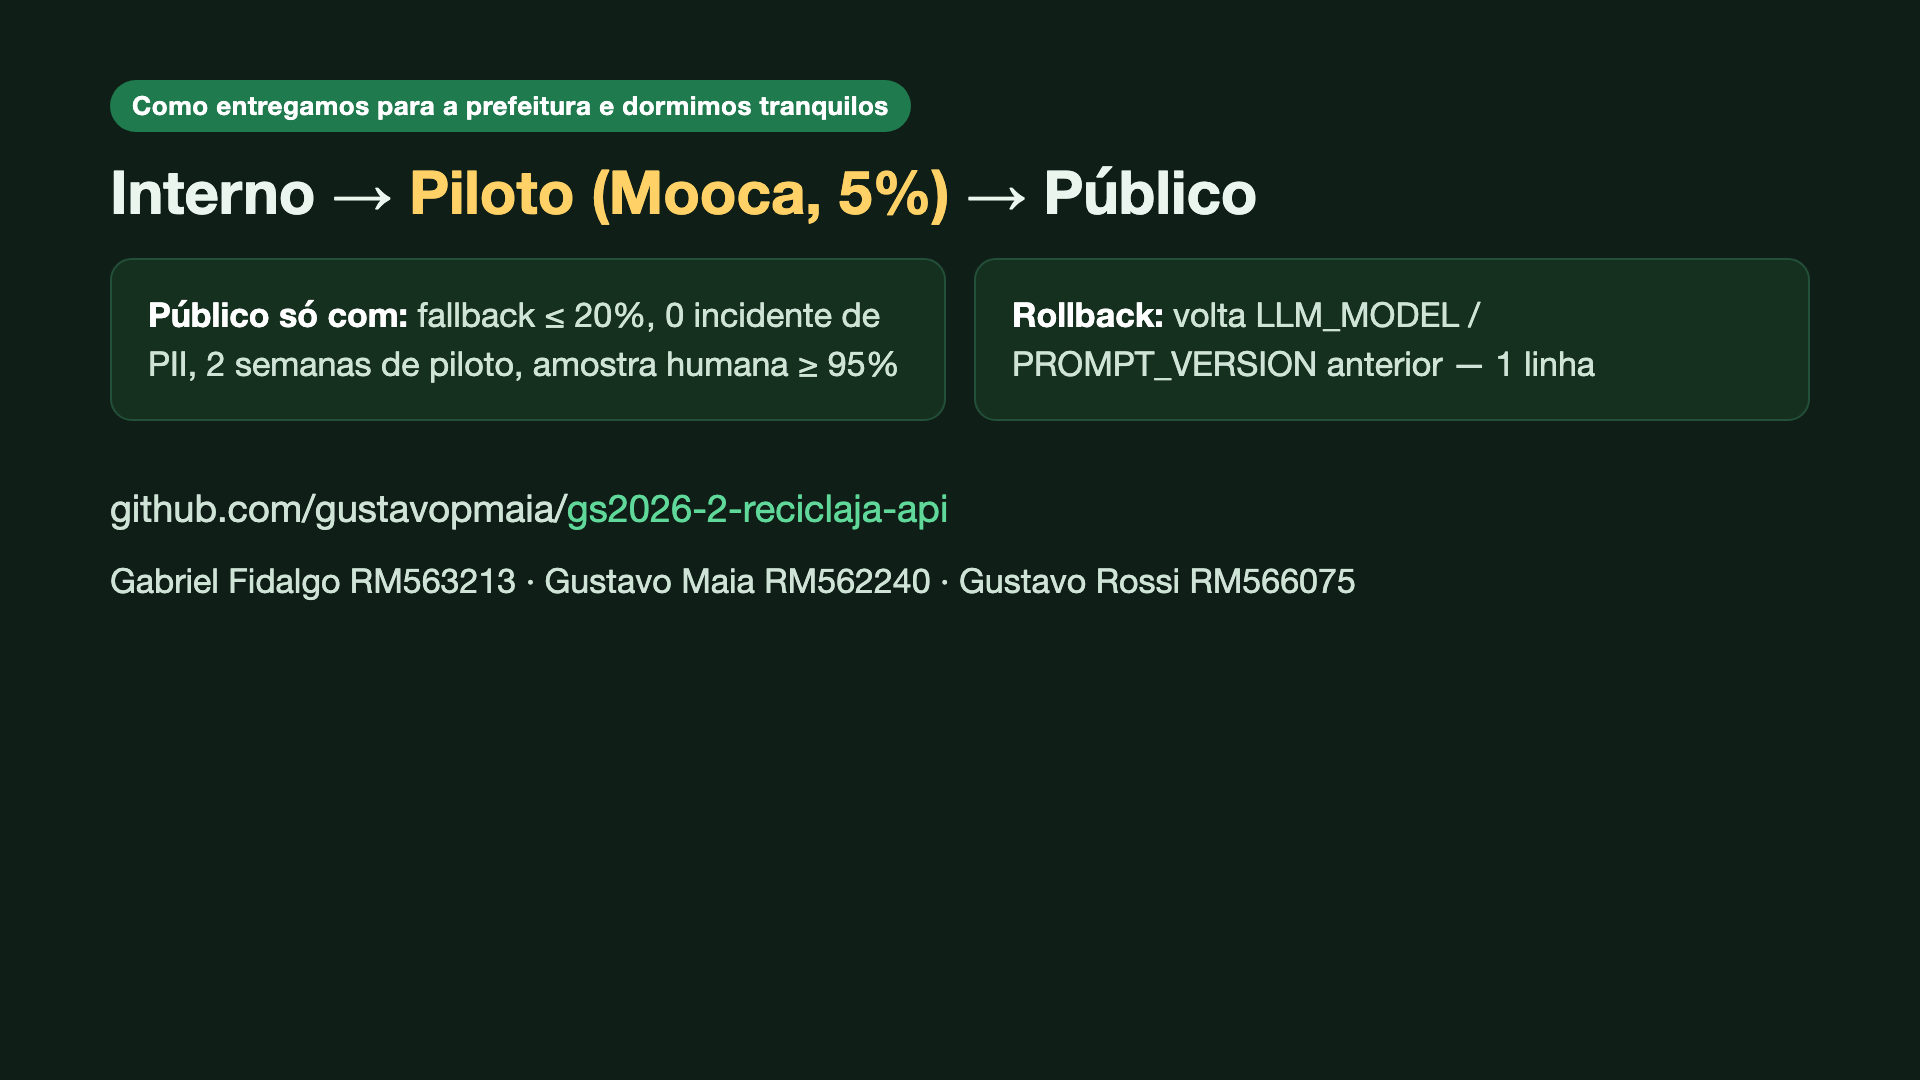 Como entregamos para a prefeitura e dormimos tranquilos
Interno → Piloto (Mooca, 5%) → Público
Público só com: fallback ≤ 20%, 0 incidente de
PII, 2 semanas de piloto, amostra humana ≥ 95%
Rollback: volta LLM_MODEL /
PROMPT_VERSION anterior — 1 linha
github.com/gustavopmaia/gs2026-2-reciclaja-api
Gabriel Fidalgo RM563213 · Gustavo Maia RM562240 · Gustavo Rossi RM566075